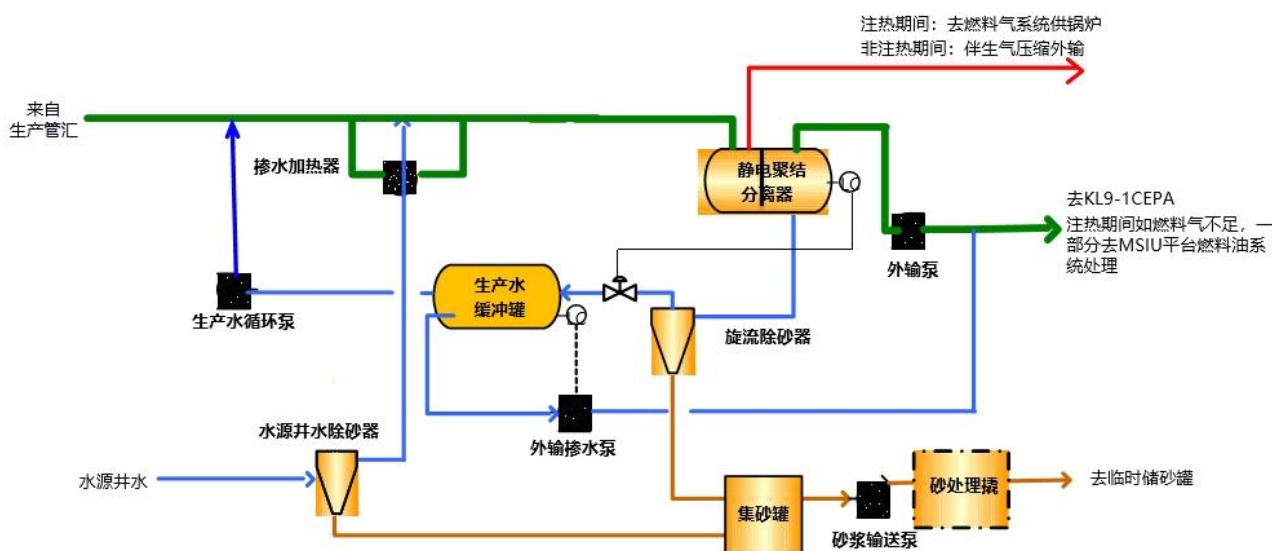 注热期间：去燃料气系统供锅炉
非注热期间：伴生气压缩外输
来自
生产管汇
掺水加热器
静电聚结
分离器
去KL9-1CEPA
注热期间如燃料气不足，一
部分去MSIU平台燃料油系
统处理
外输泵
生产水
缓冲罐
生产水循环泵
旋流除砂器
水源井水除砂器
外输掺水泵
水源井水
集砂罐
砂浆输送泵
砂处理撬
去临时储砂罐